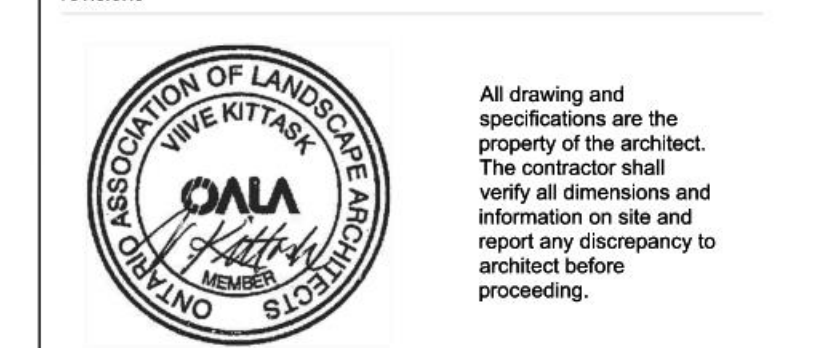 ONTARIO ASSOCIATION OF LANDSCAPE ARCHITECTS
VIIVE KITTASK
OALA
V. Kittask
MEMBER
All drawing and
specifications are the
property of the architect.
The contractor shall
verify all dimensions and
information on site and
report any discrepancy to
architect before
proceeding.